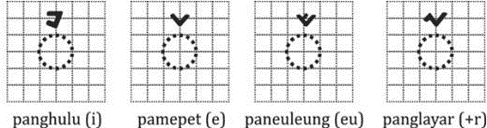 panghulu (i) pamepet (e) paneuleung (eu) panglayar (+r)